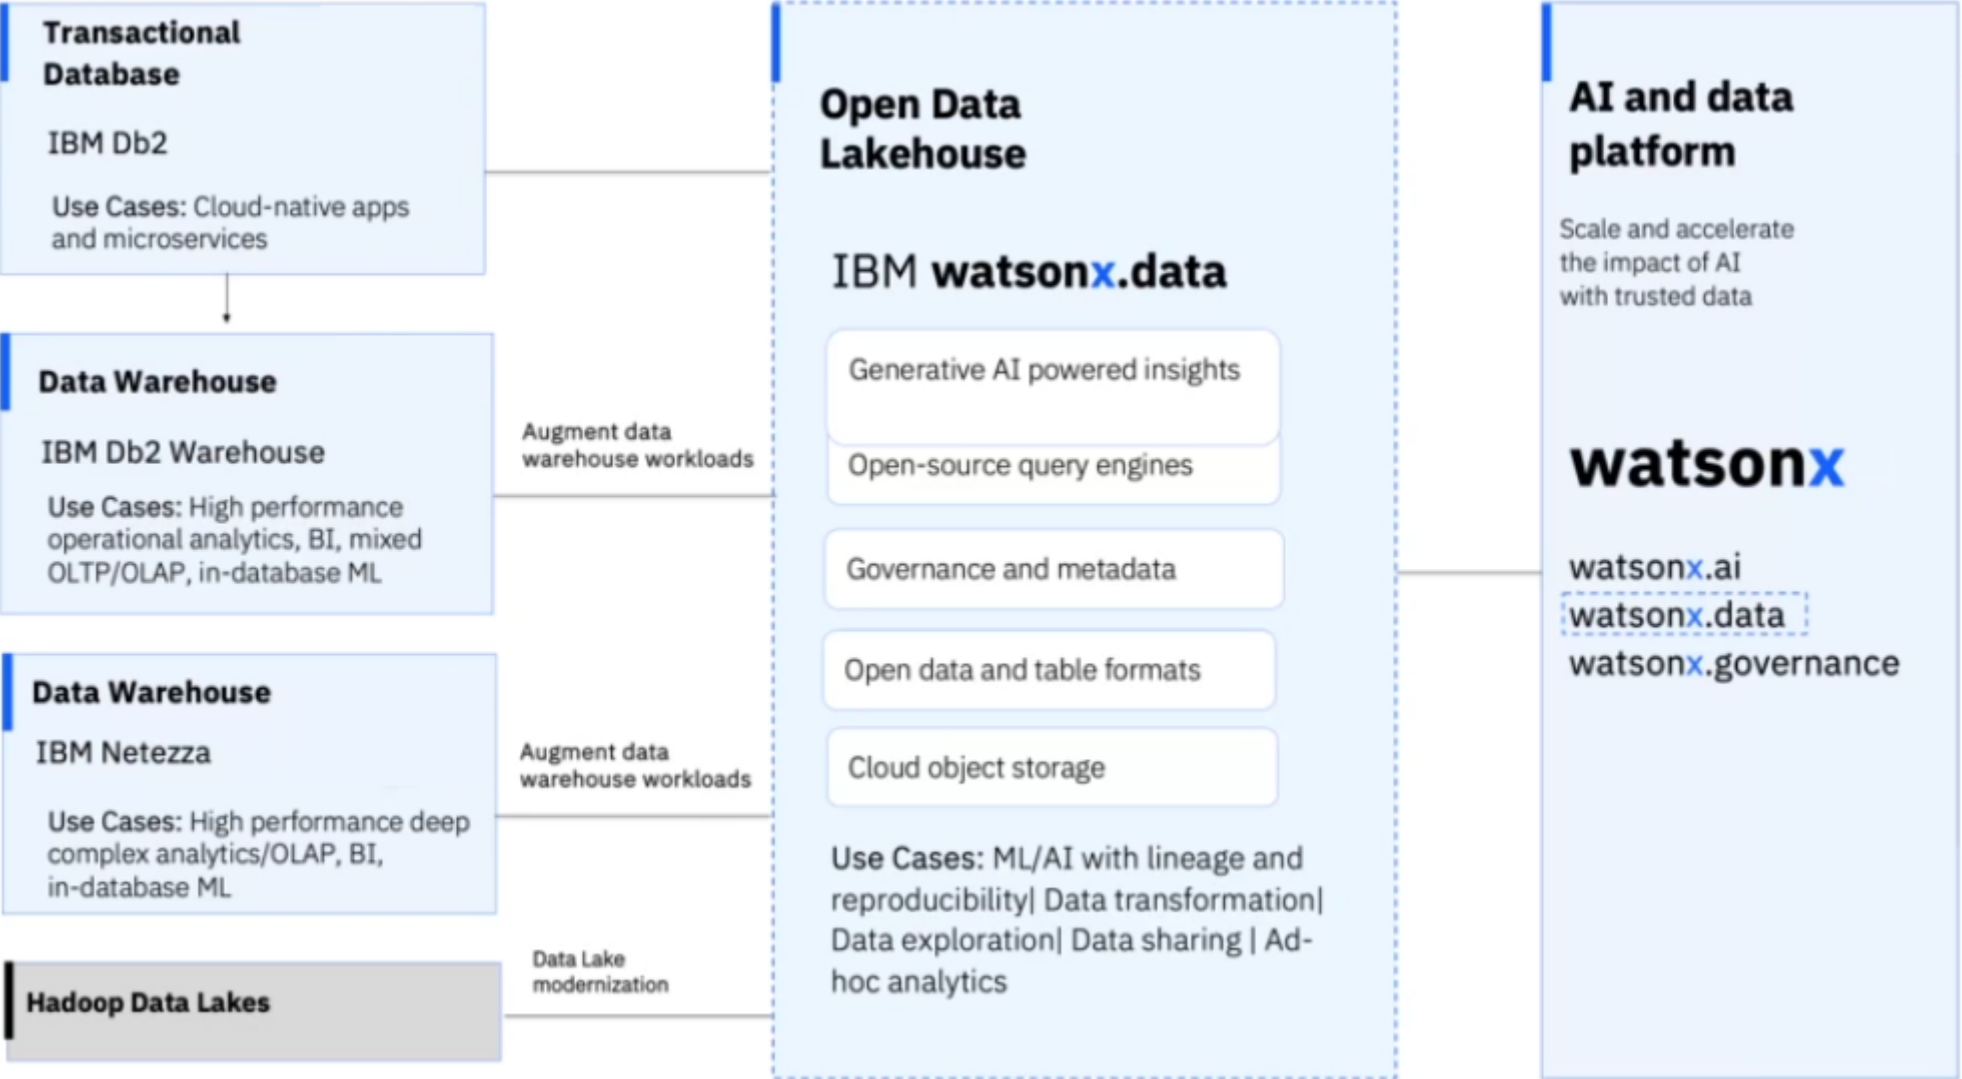 Transactional
Database
IBM Db2
Use Cases: Cloud-native apps
and microservices
Data Warehouse
IBM Db2 Warehouse
Use Cases: High performance
operational analytics, BI, mixed
OLTP/OLAP, in-database ML
Data Warehouse
IBM Netezza
Use Cases: High performance deep
complex analytics/OLAP, BI,
in-database ML
Hadoop Data Lakes
Augment data
warehouse workloads
Augment data
warehouse workloads
Data Lake
modernization
Open Data
Lakehouse
IBM watsonx.data
Generative AI powered insights
Open-source query engines
Governance and metadata
Open data and table formats
Cloud object storage
Use Cases: ML/AI with lineage and
reproducibility| Data transformation|
Data exploration| Data sharing | Ad-
hoc analytics
AI and data
platform
Scale and accelerate
the impact of AI
with trusted data
watsonx
watsonx.ai
watsonx.data
watsonx.governance